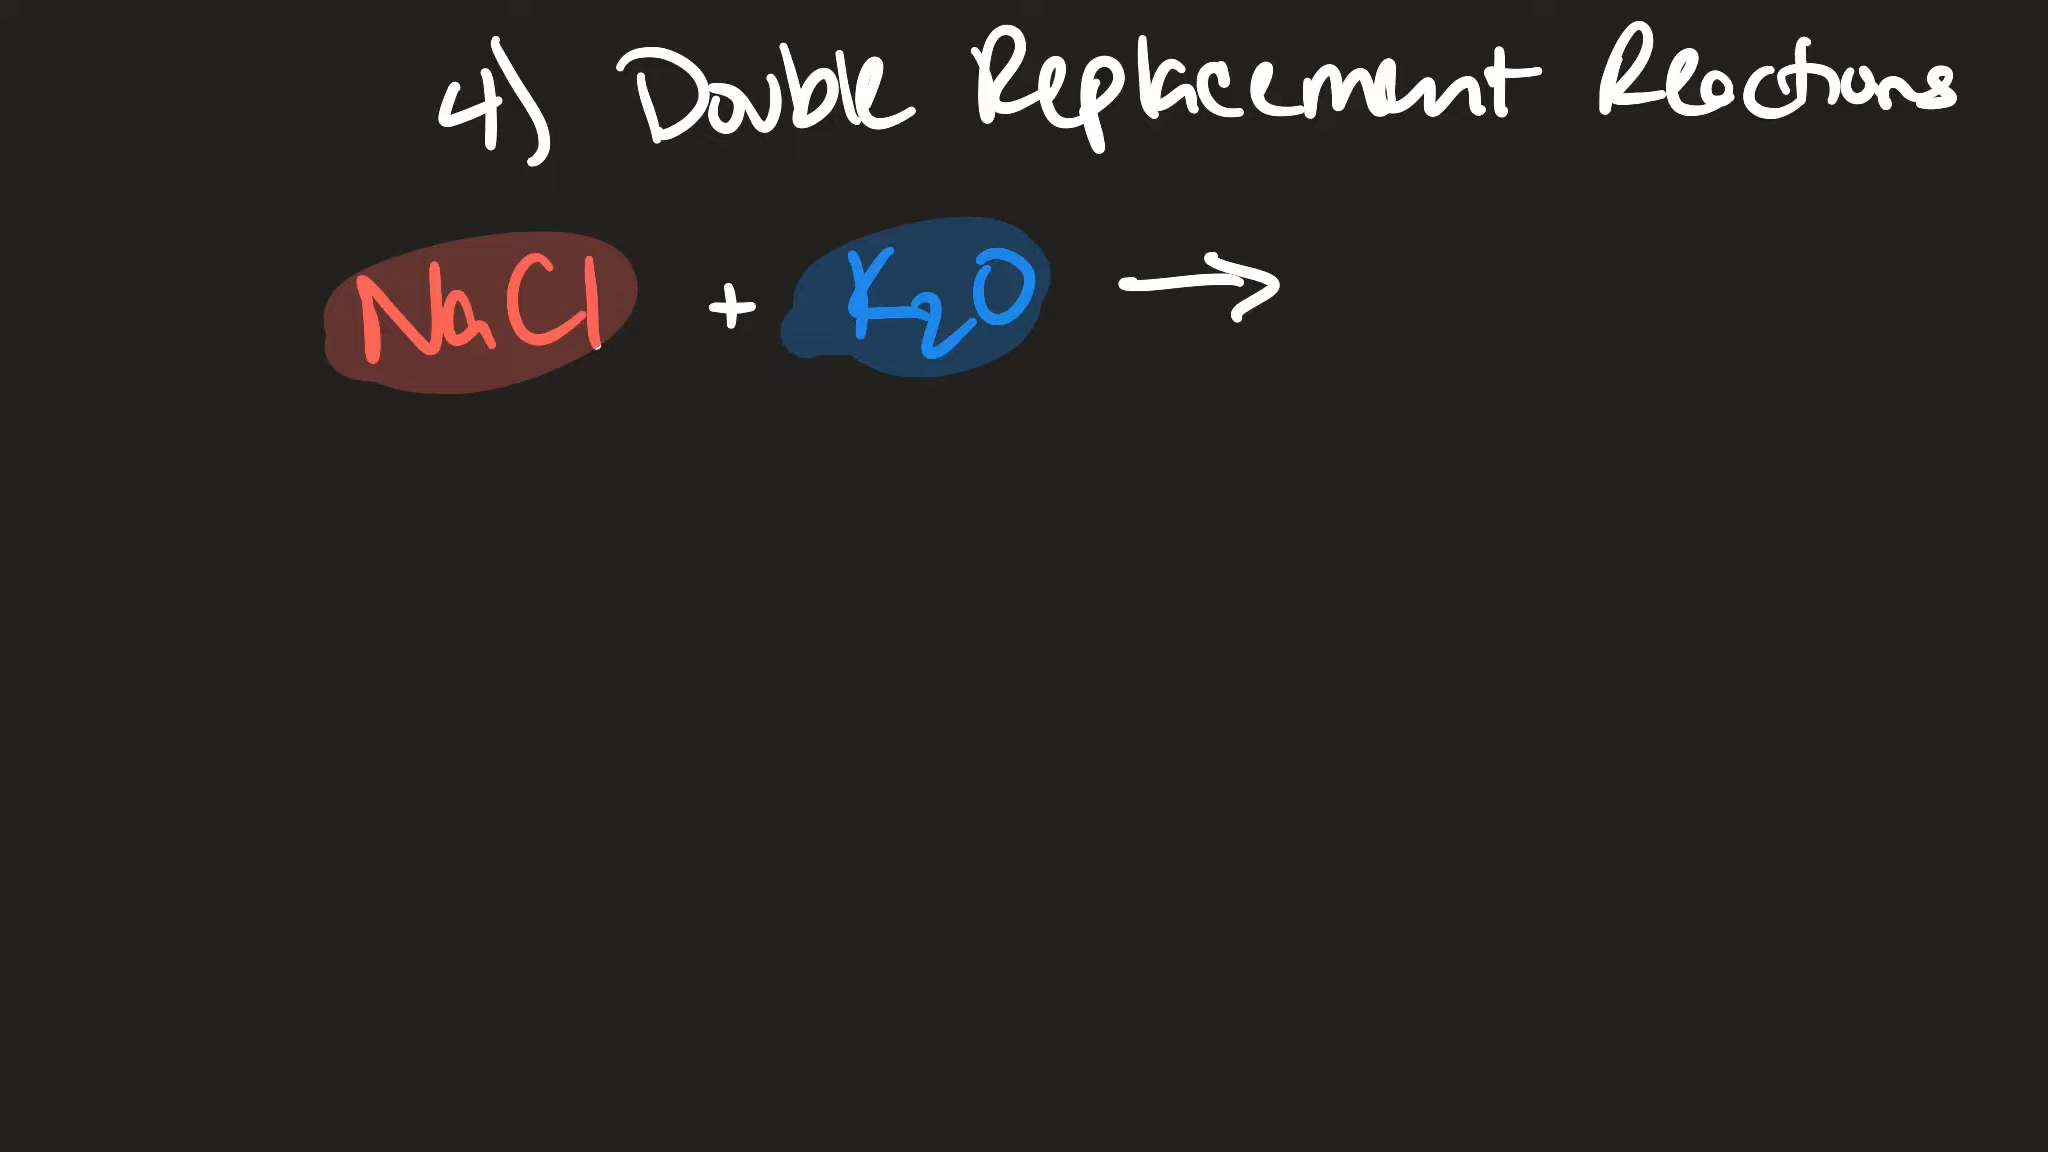 4) Double Replacement Reactions
NaCl + K₂O →